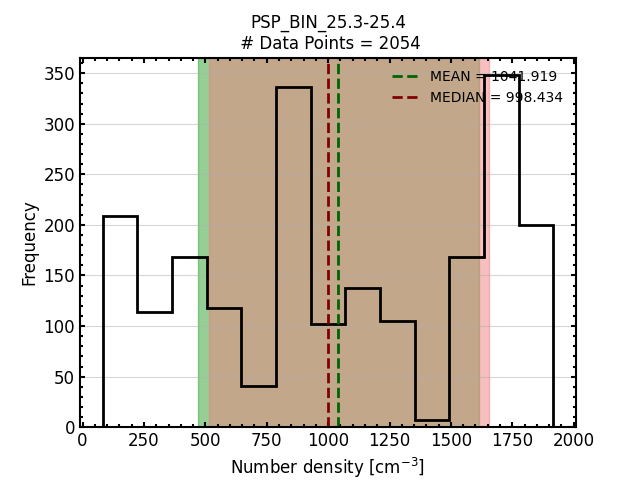 PSP_BIN_25.3-25.4
# Data Points = 2054
MEAN = 1041.919
MEDIAN = 998.434
Frequency
350
300
250
200
150
100
50
0
0 250 500 750 1000 1250 1500 1750 2000
Number density [cm⁻³]